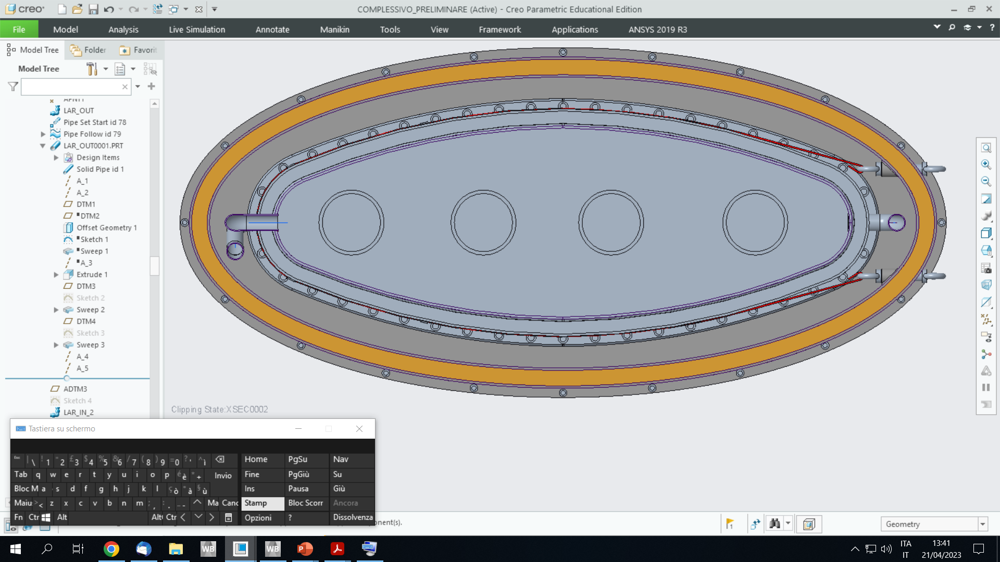 creo
COMPLESSIVO_PRELIMINARE (Active) - Creo Parametric Educational Edition
File
Model
Analysis
Live Simulation
Annotate
Manikin
Tools
View
Framework
Applications
ANSYS 2019 R3
Model Tree
Folder
Favorit
Model Tree
APNT1
LAR_OUT
Pipe Set Start id 78
Pipe Follow id 79
LAR_OUT0001.PRT
Design Items
Solid Pipe id 1
A_1
A_2
DTM1
DTM2
Offset Geometry 1
Sketch 1
Sweep 1
A_3
Extrude 1
DTM3
Sketch 2
Sweep 2
DTM4
Sketch 3
Sweep 3
A_4
A_5
ADTM3
Sketch 4
LAR_IN_2
Clipping State:XSEC0002
Tastiera su schermo
Esc | \ ! 1 " 2 £ 3 $ 4 % 5 & 6 / 7 ( 8 ) 9 = 0 ? ' ^ ì
Home PgSu Nav
Tab q w e r t y u i o p é è * + Invio
Fine PgGiù Su
Bloc M a s d f g h j k l ç ò ° à § ù
Ins Pausa Giù
Maiu > < z x c v b n m ; , : . _ - Ma Canc
Stamp Bloc Scorr Ancora
Fn Ctr Alt Alt Ctr
Opzioni ? Dissolvenza
onent(s).
Geometry
WB
WB
ITA
IT
13:41
21/04/2023